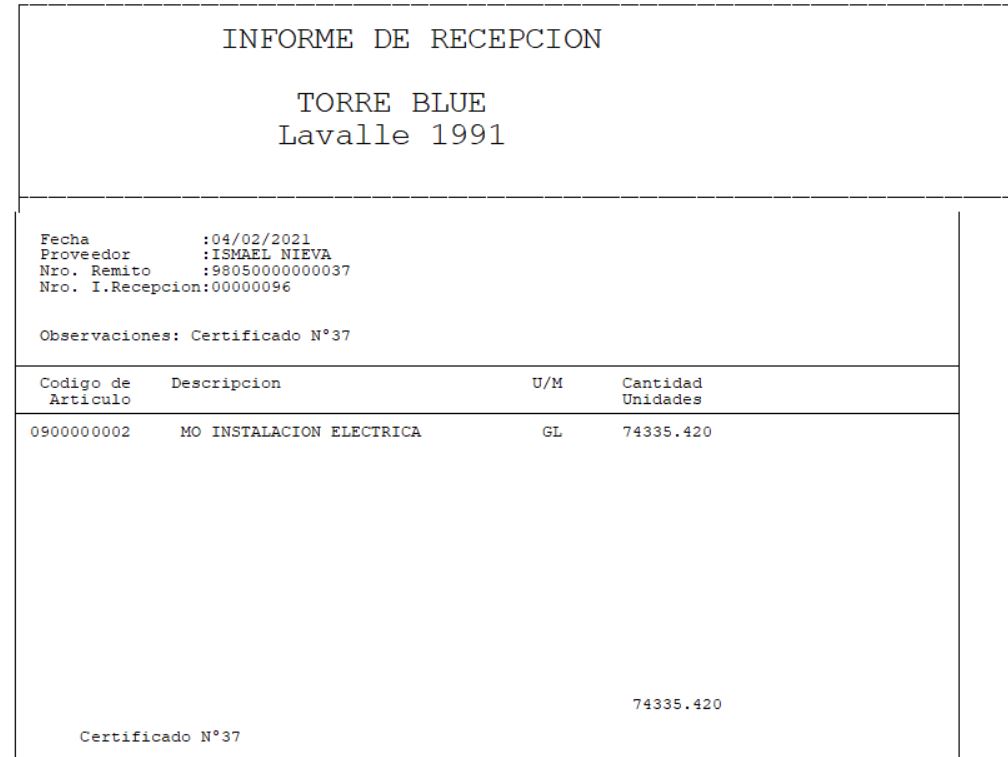 INFORME DE RECEPCION
TORRE BLUE
Lavalle 1991
Fecha :04/02/2021
Proveedor :ISMAEL NIEVA
Nro. Remito :98050000000037
Nro. I.Recepcion:00000096
Observaciones: Certificado N°37
Codigo de Descripcion U/M Cantidad
Articulo Unidades
0900000002 MO INSTALACION ELECTRICA GL 74335.420
74335.420
Certificado N°37